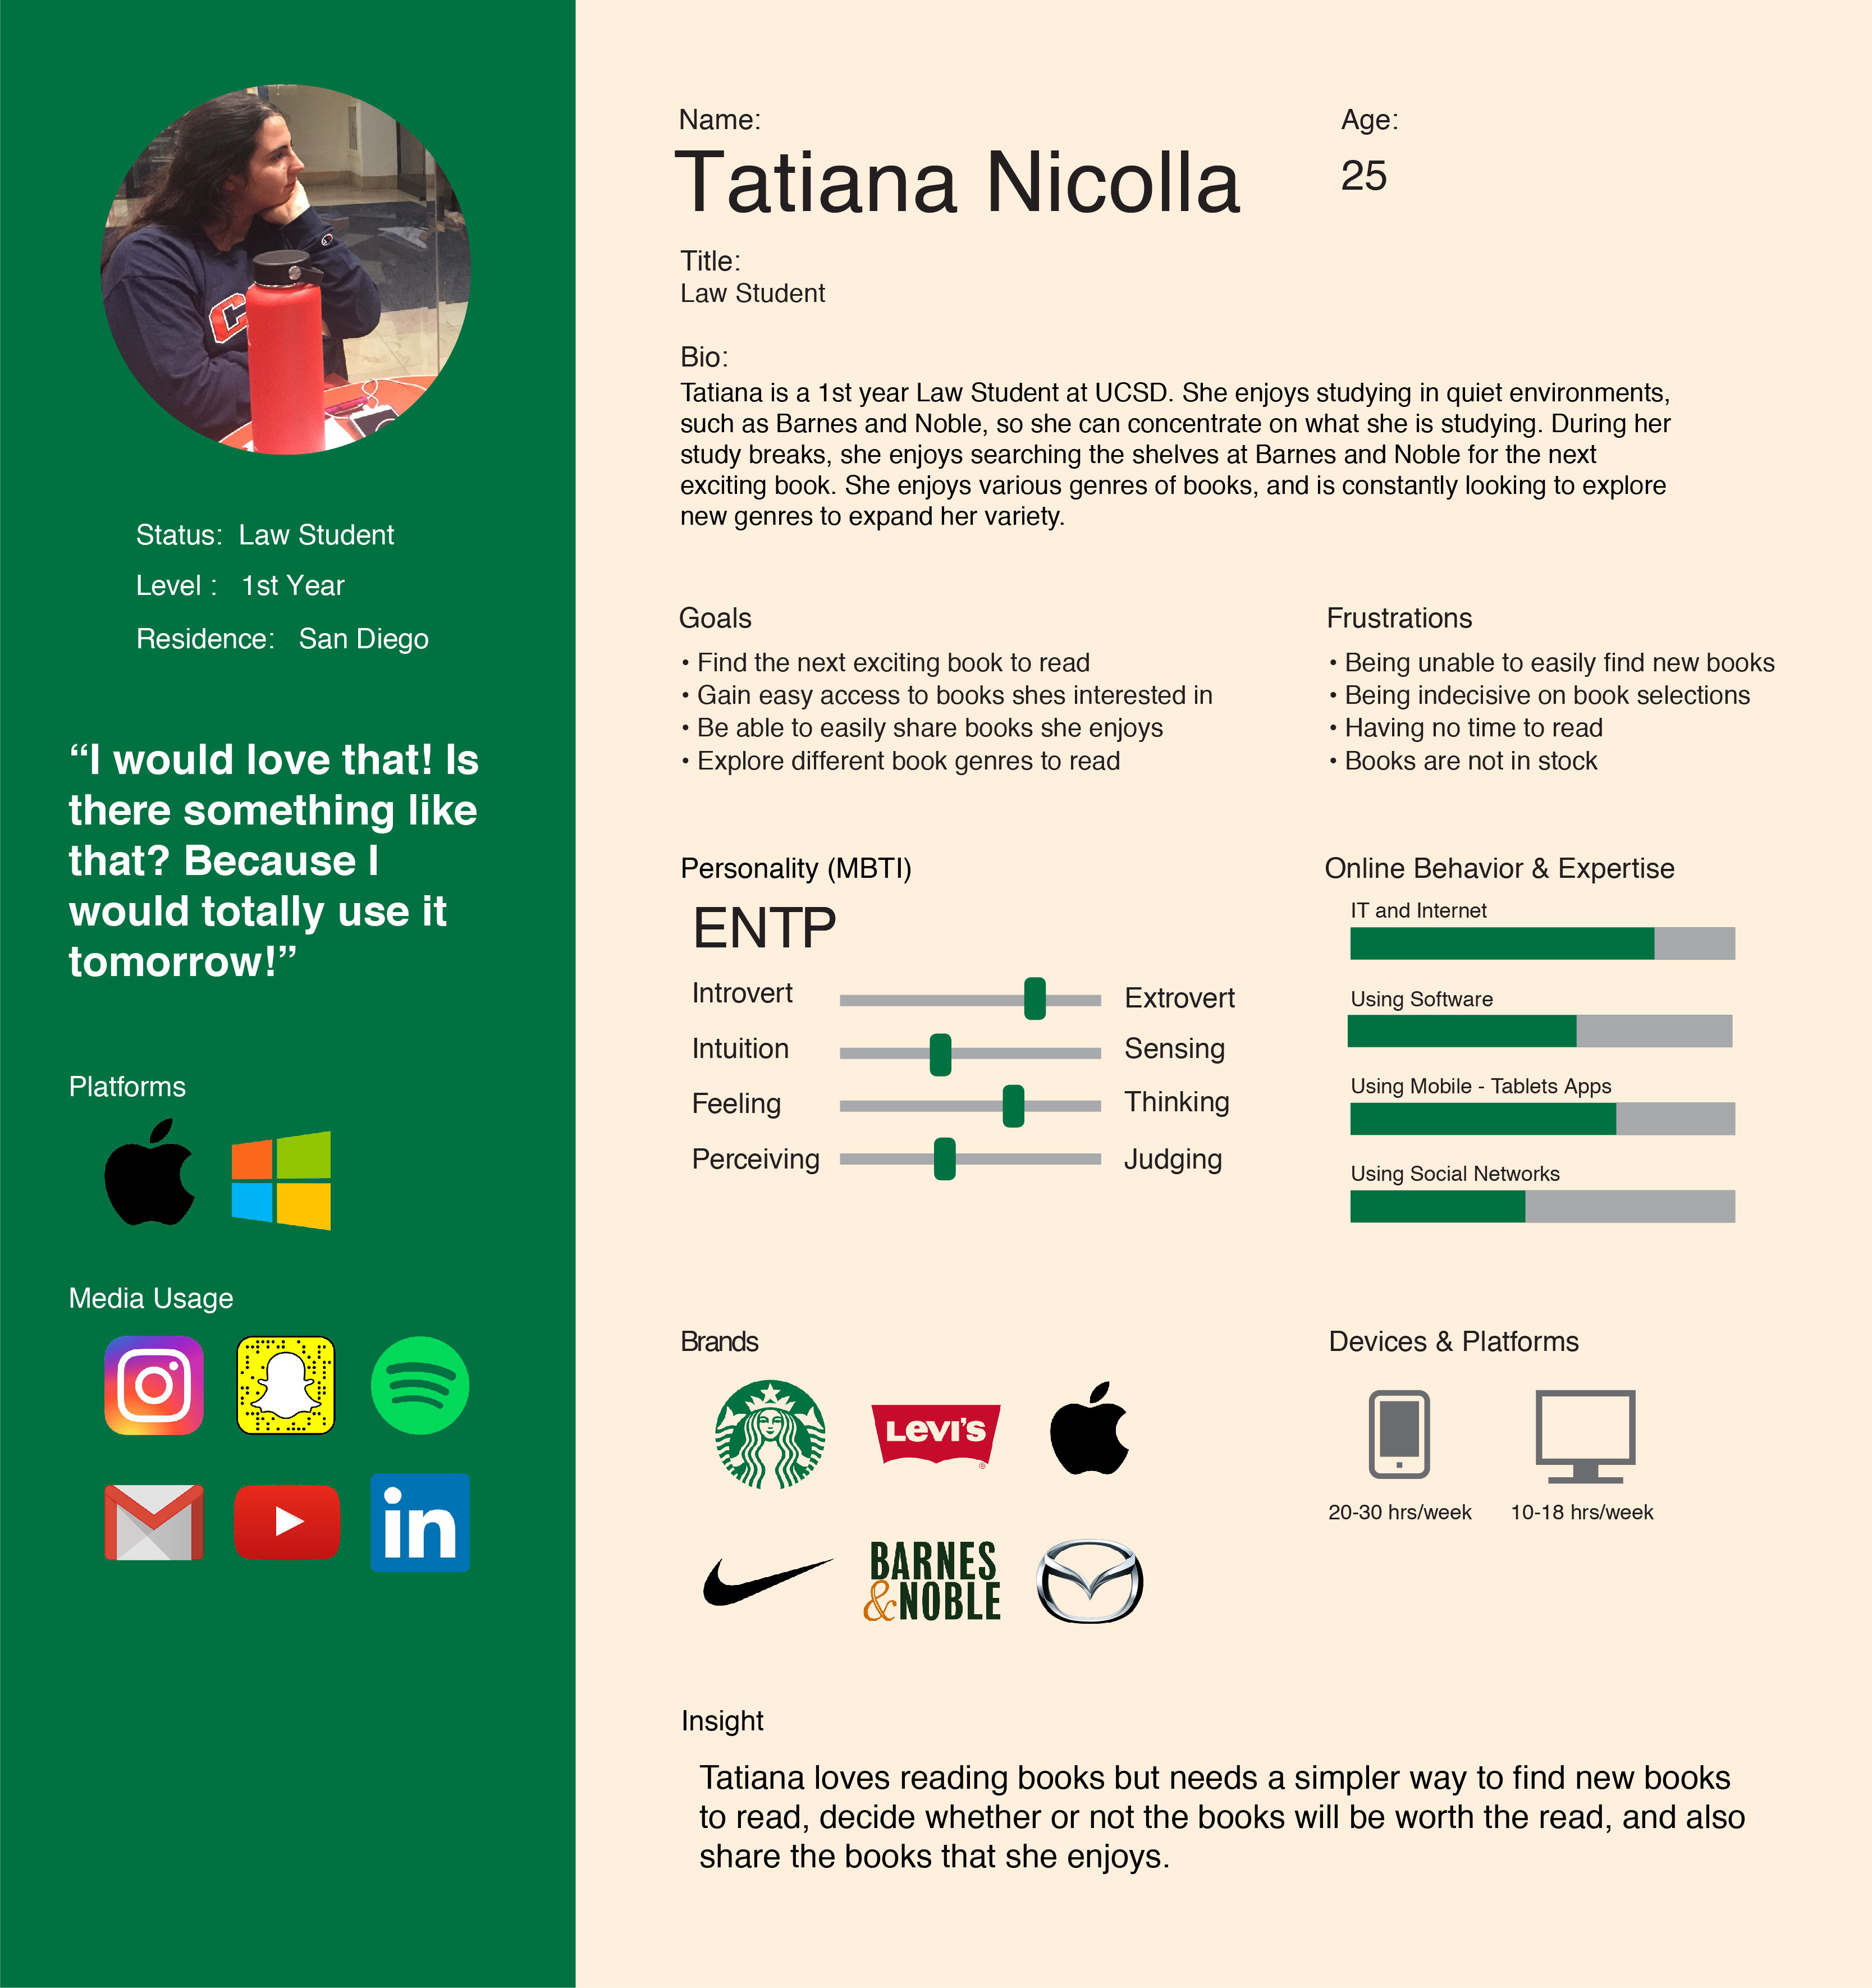 Status: Law Student
Level : 1st Year
Residence: San Diego
“I would love that! Is
there something like
that? Because I
would totally use it
tomorrow!”
Platforms
Media Usage
in
Name:
Tatiana Nicolla
Age:
25
Title:
Law Student
Bio:
Tatiana is a 1st year Law Student at UCSD. She enjoys studying in quiet environments,
such as Barnes and Noble, so she can concentrate on what she is studying. During her
study breaks, she enjoys searching the shelves at Barnes and Noble for the next
exciting book. She enjoys various genres of books, and is constantly looking to explore
new genres to expand her variety.
Goals
• Find the next exciting book to read
• Gain easy access to books shes interested in
• Be able to easily share books she enjoys
• Explore different book genres to read
Frustrations
• Being unable to easily find new books
• Being indecisive on book selections
• Having no time to read
• Books are not in stock
Personality (MBTI)
ENTP
Introvert Extrovert
Intuition Sensing
Feeling Thinking
Perceiving Judging
Online Behavior & Expertise
IT and Internet
Using Software
Using Mobile - Tablets Apps
Using Social Networks
Brands
LEVI'S ®
BARNES
&NOBLE
Devices & Platforms
20-30 hrs/week 10-18 hrs/week
Insight
Tatiana loves reading books but needs a simpler way to find new books
to read, decide whether or not the books will be worth the read, and also
share the books that she enjoys.